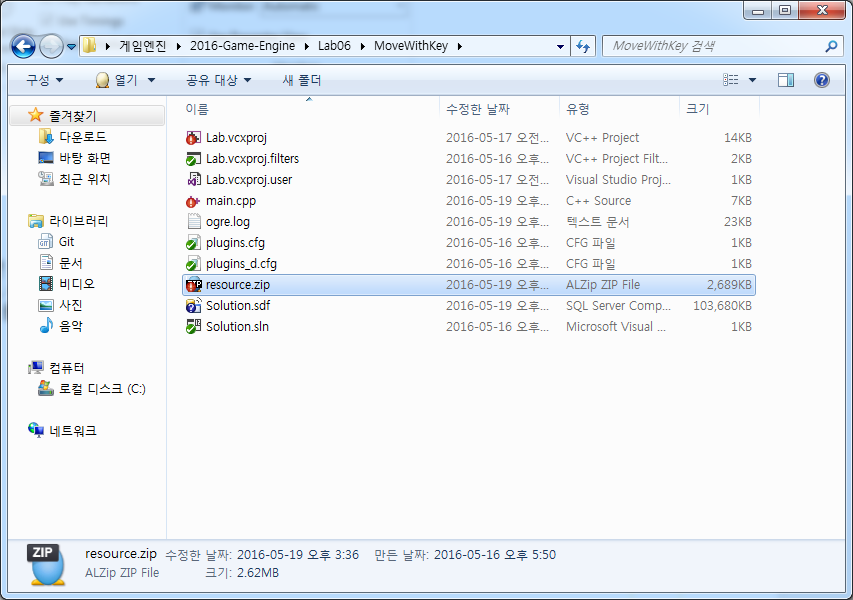 게임엔진 ▸ 2016-Game-Engine ▸ Lab06 ▸ MoveWithKey ▸
MoveWithKey 검색
구성 열기 공유 대상 새 폴더
즐겨찾기
다운로드
바탕 화면
최근 위치
라이브러리
Git
문서
비디오
사진
음악
컴퓨터
로컬 디스크 (C:)
네트워크
이름 수정한 날짜 유형 크기
Lab.vcxproj 2016-05-17 오전... VC++ Project 14KB
Lab.vcxproj.filters 2016-05-16 오후... VC++ Project Filt... 2KB
Lab.vcxproj.user 2016-05-17 오전... Visual Studio Proj... 1KB
main.cpp 2016-05-19 오후... C++ Source 7KB
ogre.log 2016-05-19 오후... 텍스트 문서 23KB
plugins.cfg 2016-05-16 오후... CFG 파일 1KB
plugins_d.cfg 2016-05-16 오후... CFG 파일 1KB
resource.zip 2016-05-19 오후... ALZip ZIP File 2,689KB
Solution.sdf 2016-05-19 오후... SQL Server Comp... 103,680KB
Solution.sln 2016-05-16 오후... Microsoft Visual ... 1KB
ZIP
resource.zip 수정한 날짜: 2016-05-19 오후 3:36 만든 날짜: 2016-05-16 오후 5:50
ALZip ZIP File 크기: 2.62MB